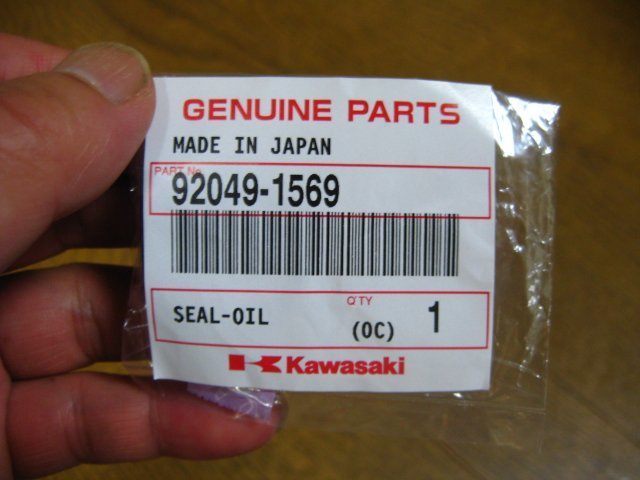 GENUINE PARTS
MADE IN JAPAN
PART No.
92049-1569
Q'TY
SEAL-OIL (OC) 1
Kawasaki